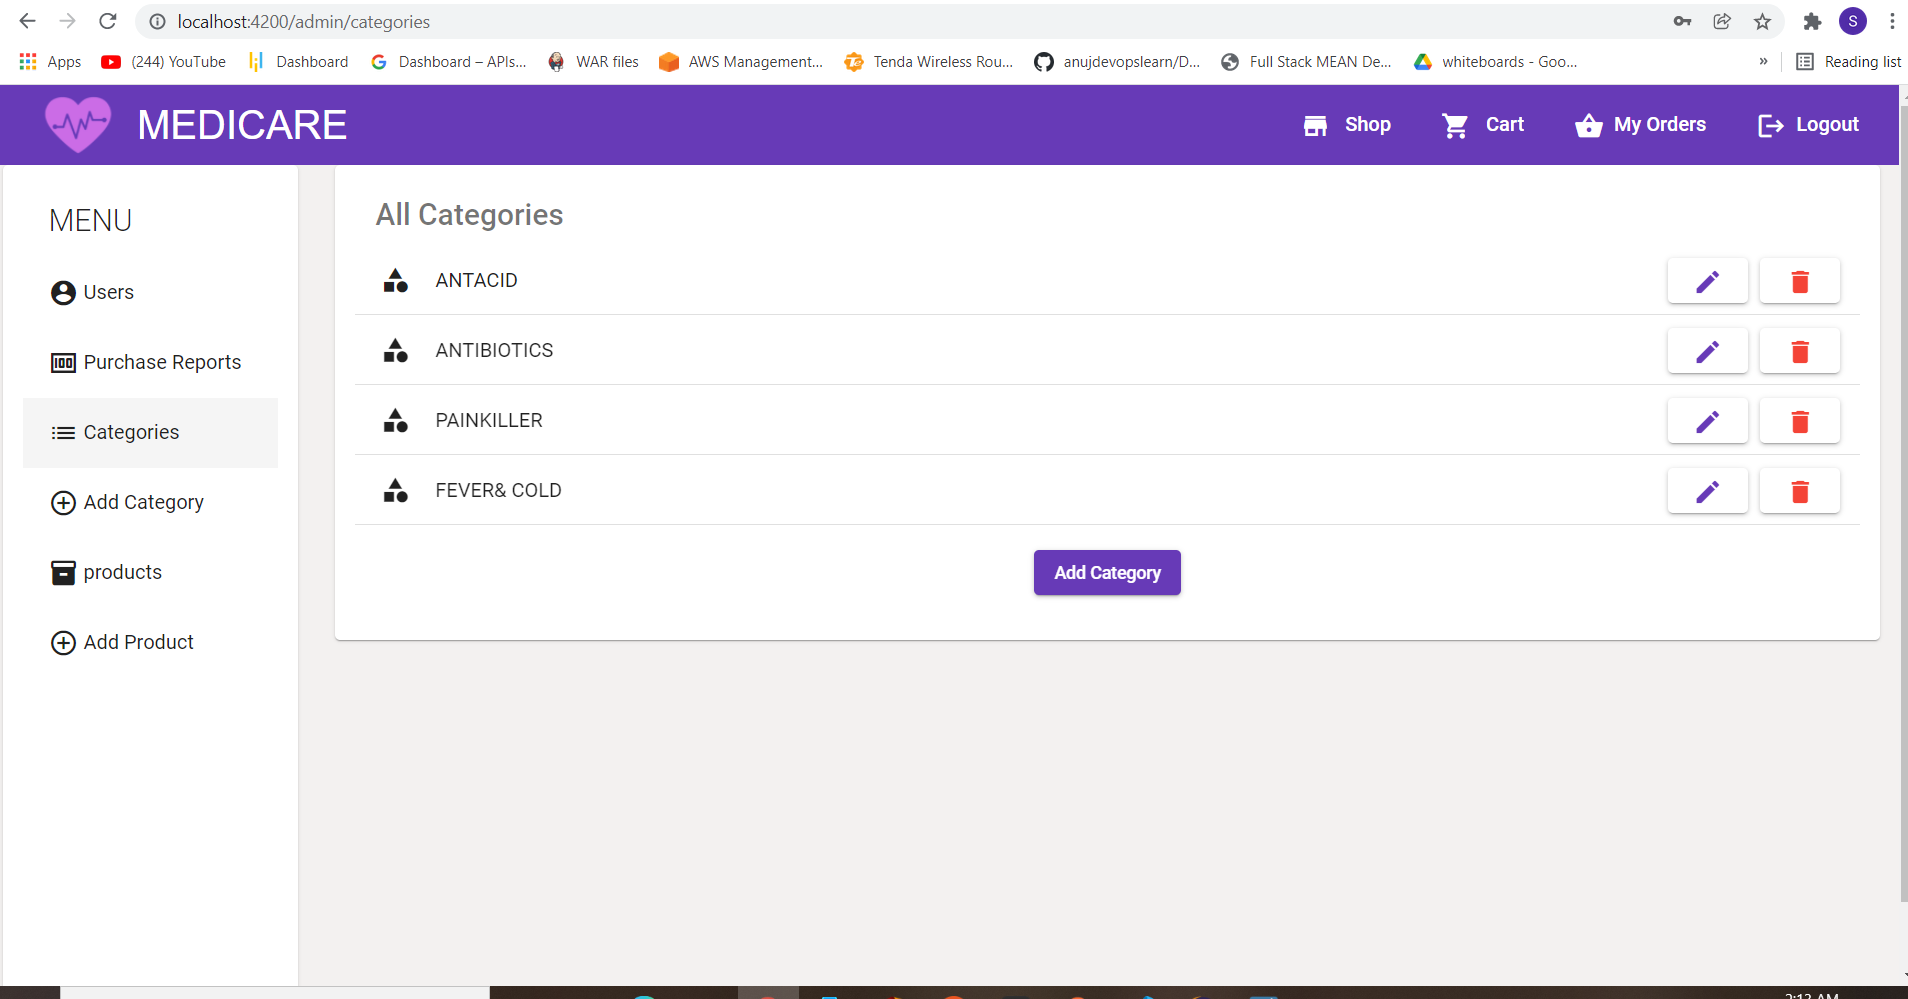 localhost:4200/admin/categories
S
Apps (244) YouTube Dashboard Dashboard – APIs... WAR files AWS Management... Tenda Wireless Rou... anujdevopslearn/D... Full Stack MEAN De... whiteboards - Goo... » Reading list
MEDICARE Shop Cart My Orders Logout
MENU
Users
Purchase Reports
Categories
Add Category
products
Add Product
All Categories
ANTACID
ANTIBIOTICS
PAINKILLER
FEVER& COLD
Add Category